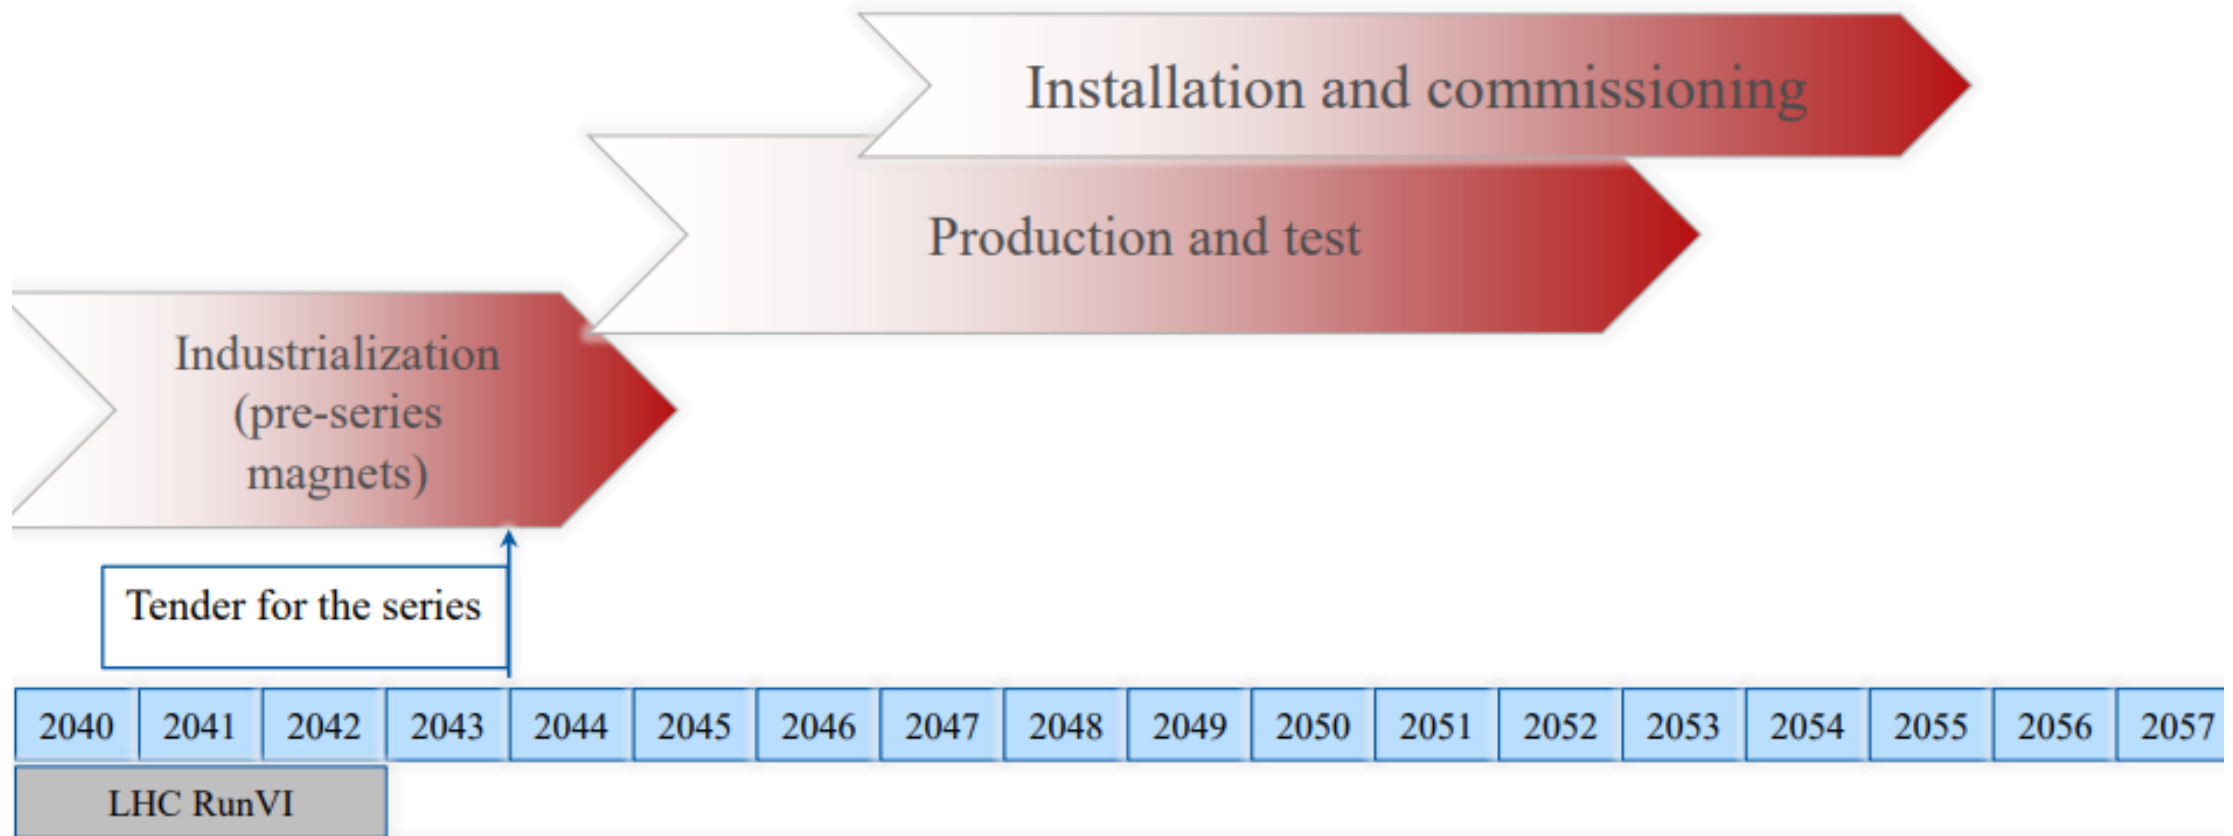 Installation and commissioning
Production and test
Industrialization
(pre-series
magnets)
Tender for the series
2040 2041 2042 2043 2044 2045 2046 2047 2048 2049 2050 2051 2052 2053 2054 2055 2056 2057
LHC RunVI